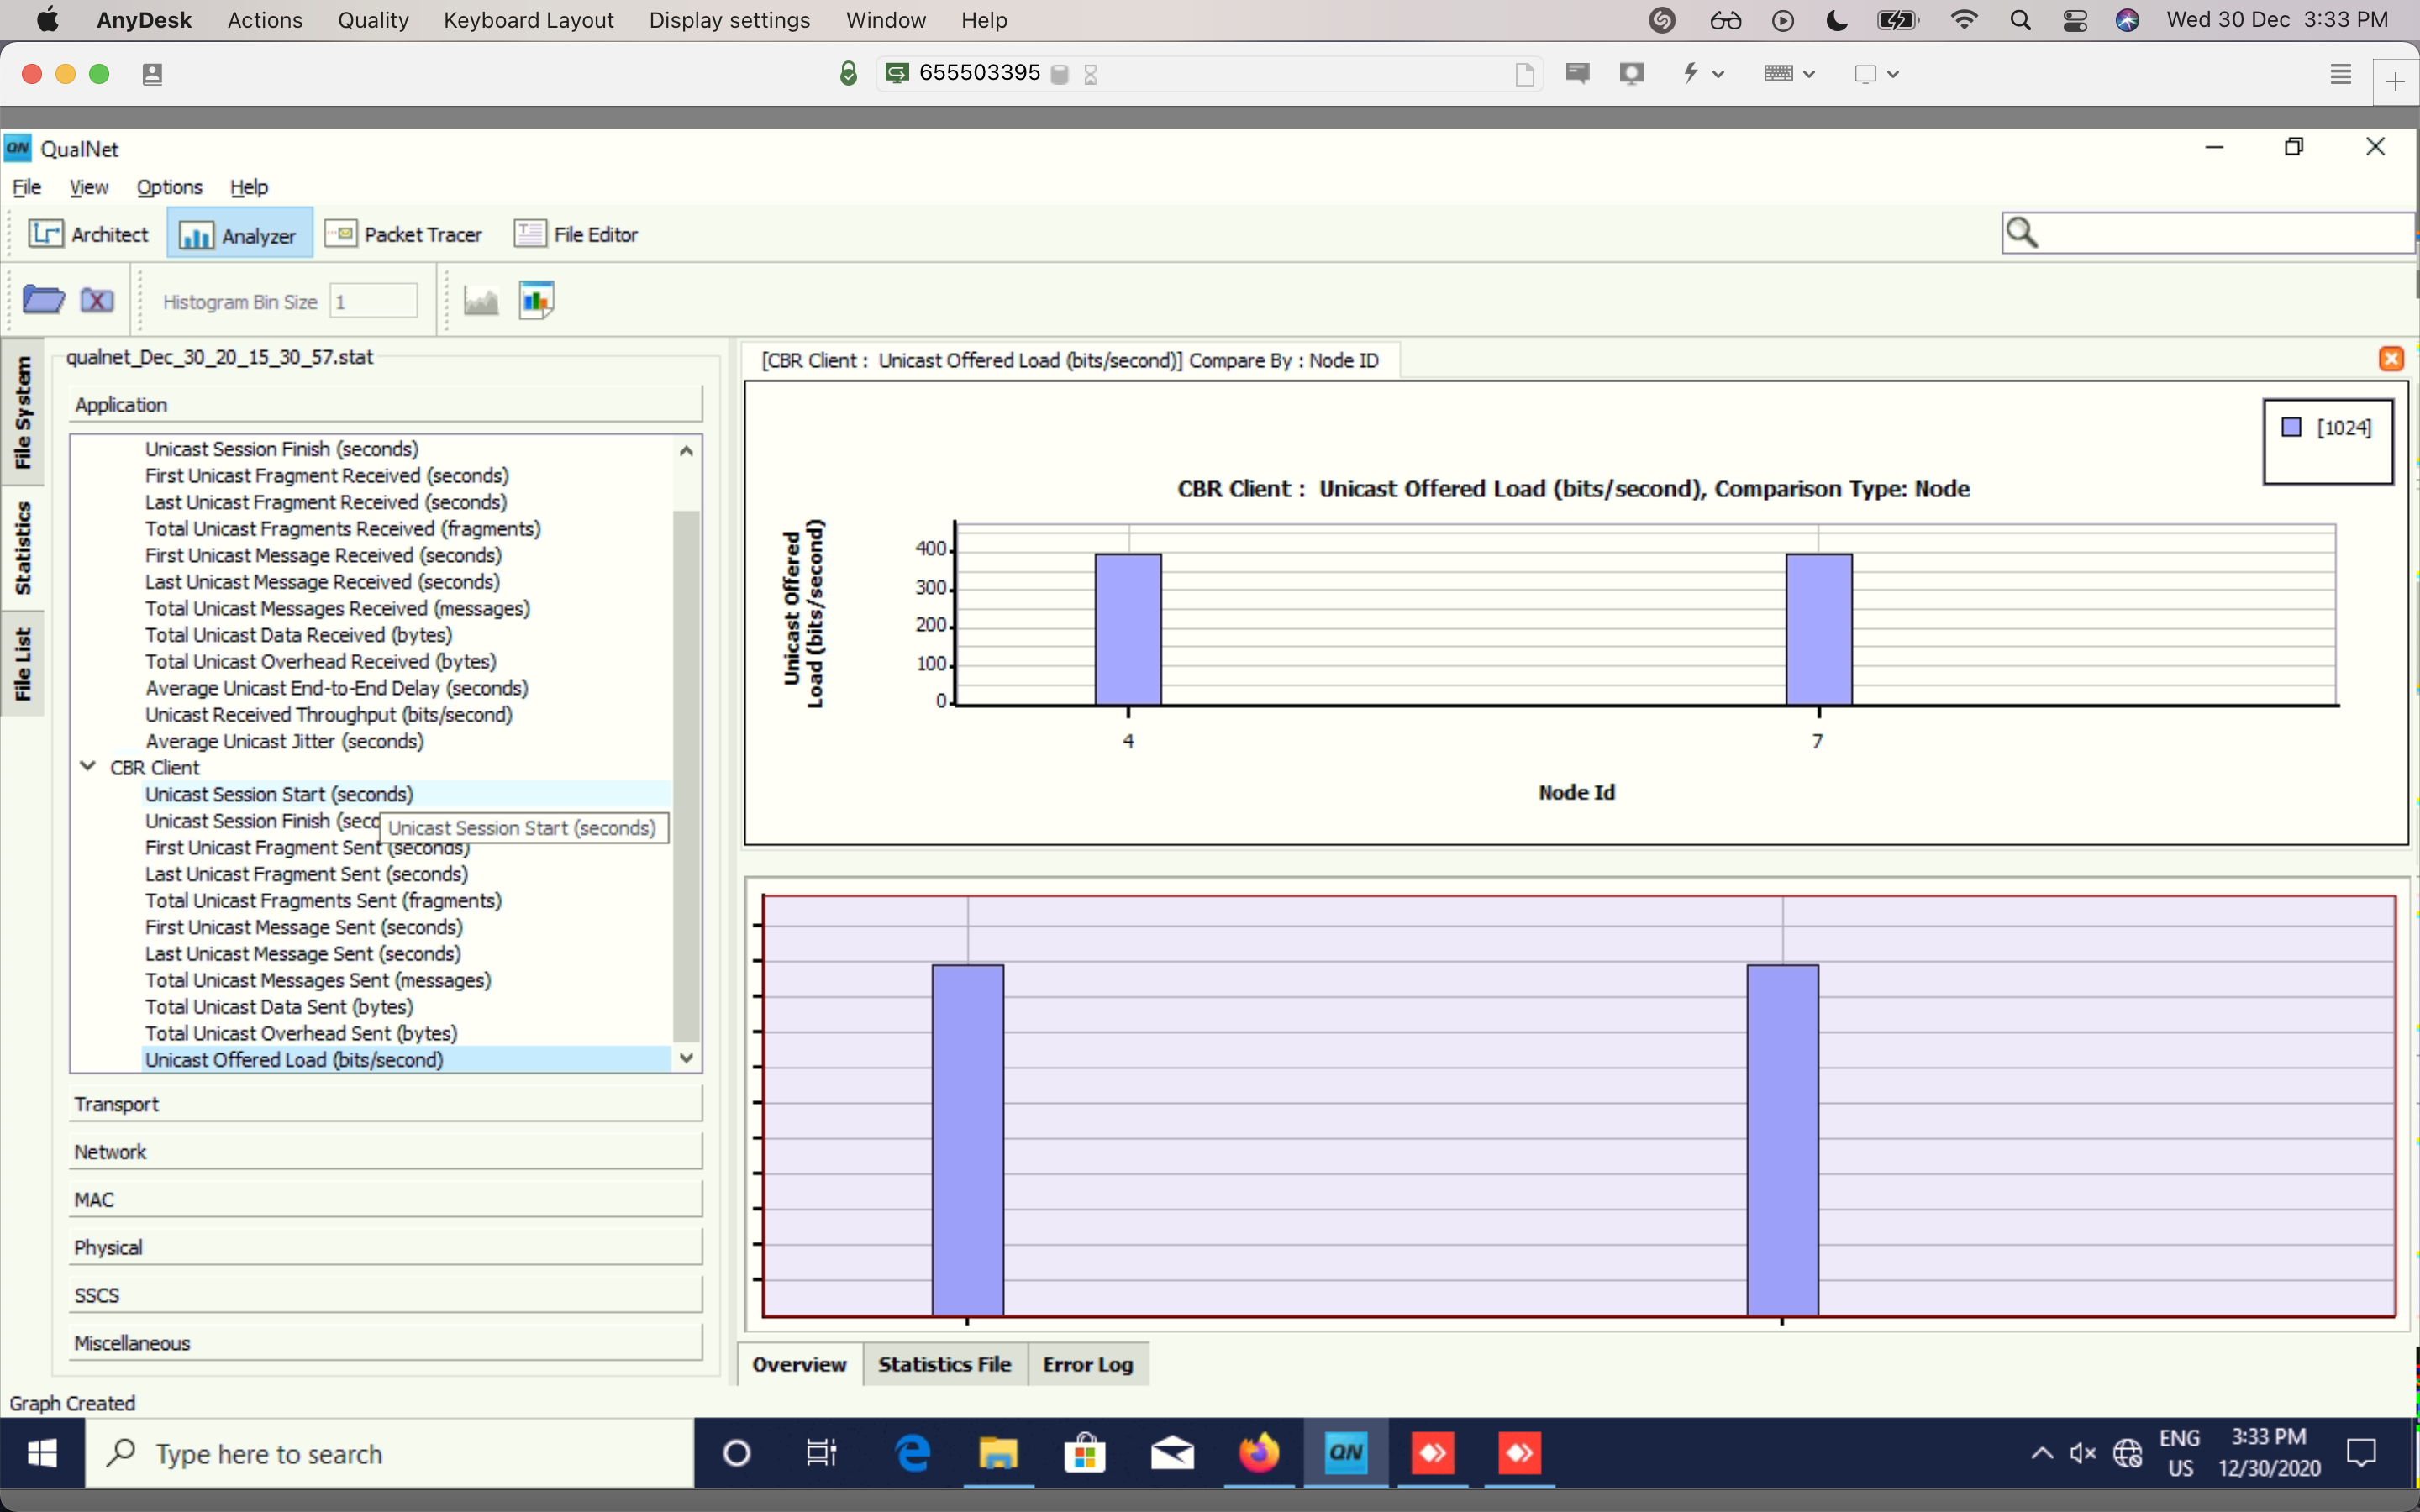 AnyDesk Actions Quality Keyboard Layout Display settings Window Help Wed 30 Dec 3:33 PM
655503395
QN QualNet
File View Options Help
Architect Analyzer Packet Tracer File Editor
Histogram Bin Size 1
File System
Statistics
File List
qualnet_Dec_30_20_15_30_57.stat
Application
Unicast Session Finish (seconds)
First Unicast Fragment Received (seconds)
Last Unicast Fragment Received (seconds)
Total Unicast Fragments Received (fragments)
First Unicast Message Received (seconds)
Last Unicast Message Received (seconds)
Total Unicast Messages Received (messages)
Total Unicast Data Received (bytes)
Total Unicast Overhead Received (bytes)
Average Unicast End-to-End Delay (seconds)
Unicast Received Throughput (bits/second)
Average Unicast Jitter (seconds)
CBR Client
Unicast Session Start (seconds)
Unicast Session Finish (seco
Unicast Session Start (seconds)
First Unicast Fragment Sent (seconds)
Last Unicast Fragment Sent (seconds)
Total Unicast Fragments Sent (fragments)
First Unicast Message Sent (seconds)
Last Unicast Message Sent (seconds)
Total Unicast Messages Sent (messages)
Total Unicast Data Sent (bytes)
Total Unicast Overhead Sent (bytes)
Unicast Offered Load (bits/second)
Transport
Network
MAC
Physical
SSCS
Miscellaneous
[CBR Client : Unicast Offered Load (bits/second)] Compare By : Node ID
[1024]
CBR Client : Unicast Offered Load (bits/second), Comparison Type: Node
Unicast Offered
Load (bits/second)
400
300
200
100
0
4 7
Node Id
Overview Statistics File Error Log
Graph Created
Type here to search
QN
ENG
US
3:33 PM
12/30/2020